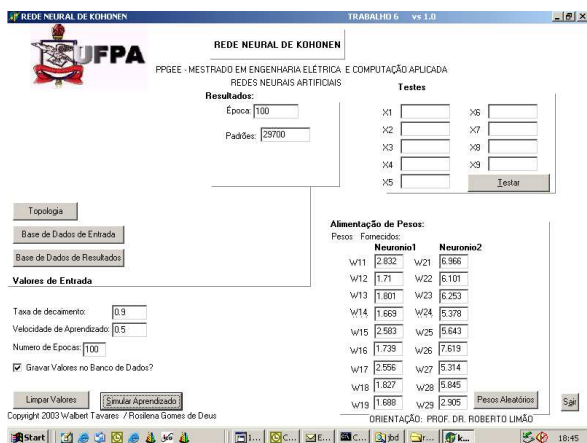 REDE NEURAL DE KOHONEN
TRABALHO 6 vs 1.0
UFPA
REDE NEURAL DE KOHONEN
PPGEE - MESTRADO EM ENGENHARIA ELÉTRICA E COMPUTAÇÃO APLICADA
REDES NEURAIS ARTIFICIAIS
Resultados:
Época: 100
Padrões: 29700
Testes
X1 X6
X2 X7
X3 X8
X4 X9
X5 Testar
Topologia
Base de Dados de Entrada
Base de Dados de Resultados
Valores de Entrada
Taxa de decaimento: 0.9
Velocidade de Aprendizado: 0.5
Numero de Epocas: 100
Gravar Valores no Banco de Dados?
Limpar Valores Simular Aprendizado
Alimentação de Pesos:
Pesos Fornecidos:
Neuronio1 Neuronio2
W11 2.832 W21 6.966
W12 1.71 W22 6.101
W13 1.801 W23 6.253
W14 1.669 W24 5.378
W15 2.583 W25 5.643
W16 1.739 W26 7.619
W17 2.556 W27 5.314
W18 1.827 W28 5.845
W19 1.688 W29 2.905
Pesos Aleatórios Sair
Copyright 2003 Walbert Tavares / Rosilena Gomes de Deus
ORIENTAÇÃO: PROF. DR. ROBERTO LIMÃO
Start 1... C... E... C... jbd r... k... 18:45